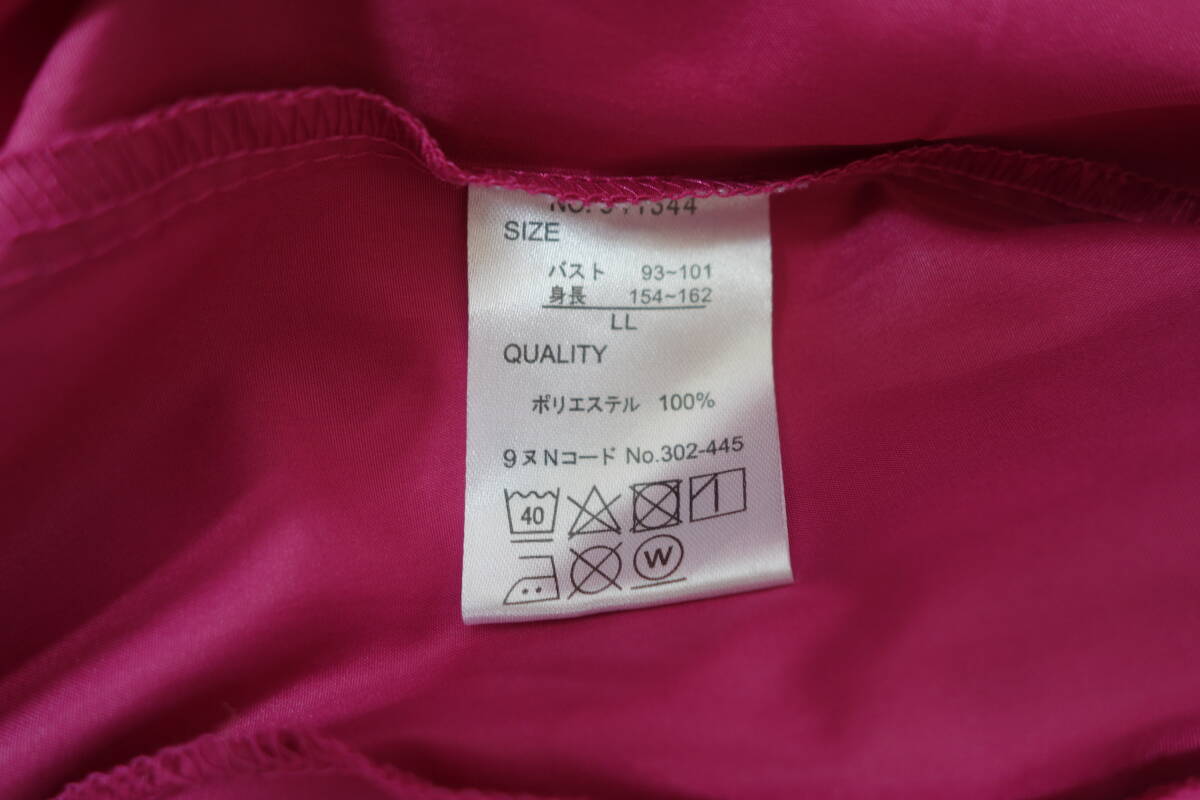 SIZE
バスト 93~101
身長 154~162
LL
QUALITY
ポリエステル 100%
9ヌNコード No.302-445
40
W